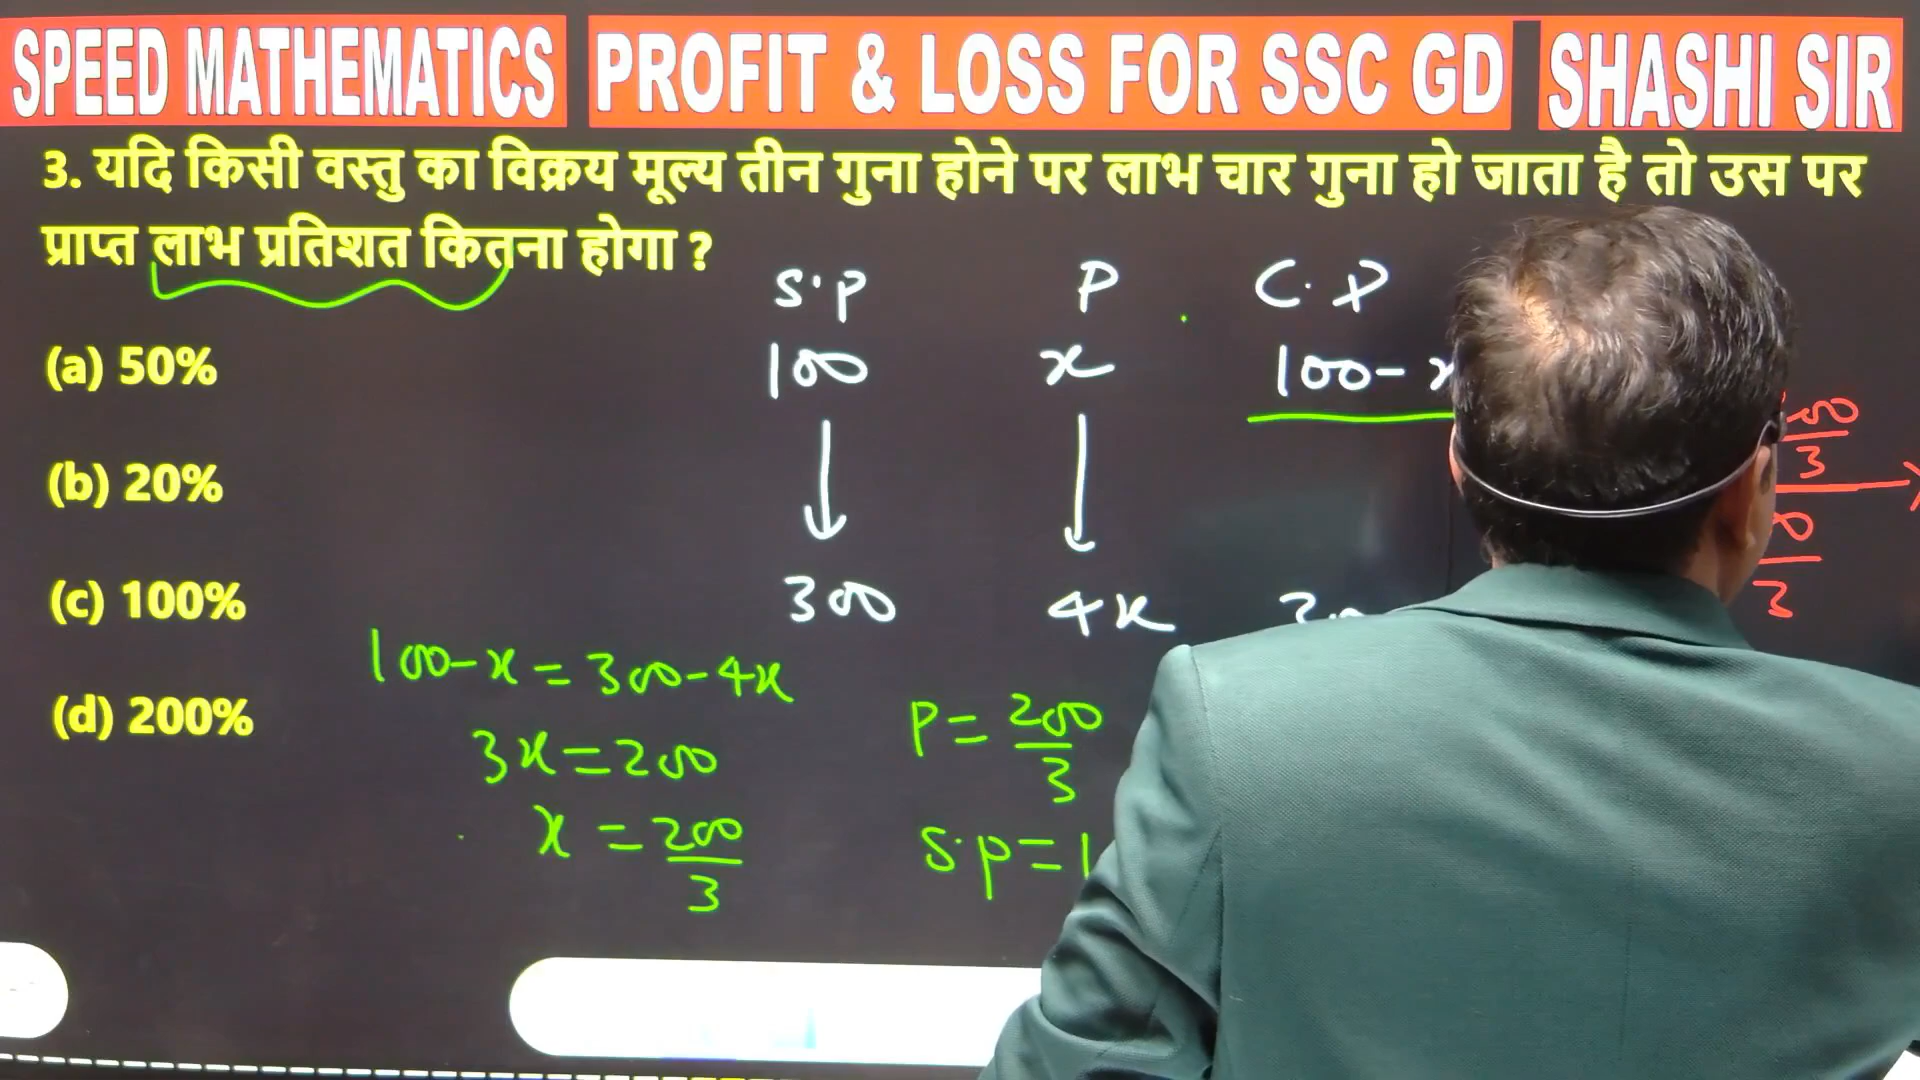 SPEED MATHEMATICS PROFIT & LOSS FOR SSC GD SHASHI SIR
3. यदि किसी वस्तु का विक्रय मूल्य तीन गुना होने पर लाभ चार गुना हो जाता है तो उस पर
प्राप्त लाभ प्रतिशत कितना होगा ?
S.P P C.P
(a) 50%
100 x 100-x
(b) 20%
(c) 100%
300 4x
100-x = 300-4x
(d) 200%
P = 200/3
3x = 200
x = 200/3
S.P = 1